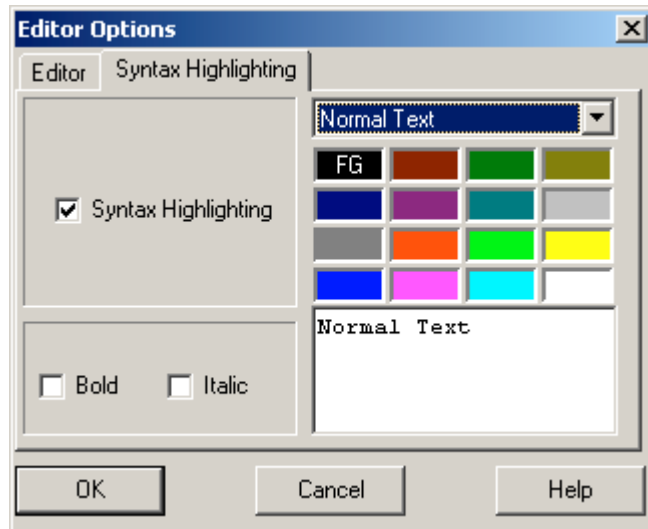 Editor Options
Editor Syntax Highlighting
Normal Text
FG
Syntax Highlighting
Normal Text
Bold Italic
OK Cancel Help